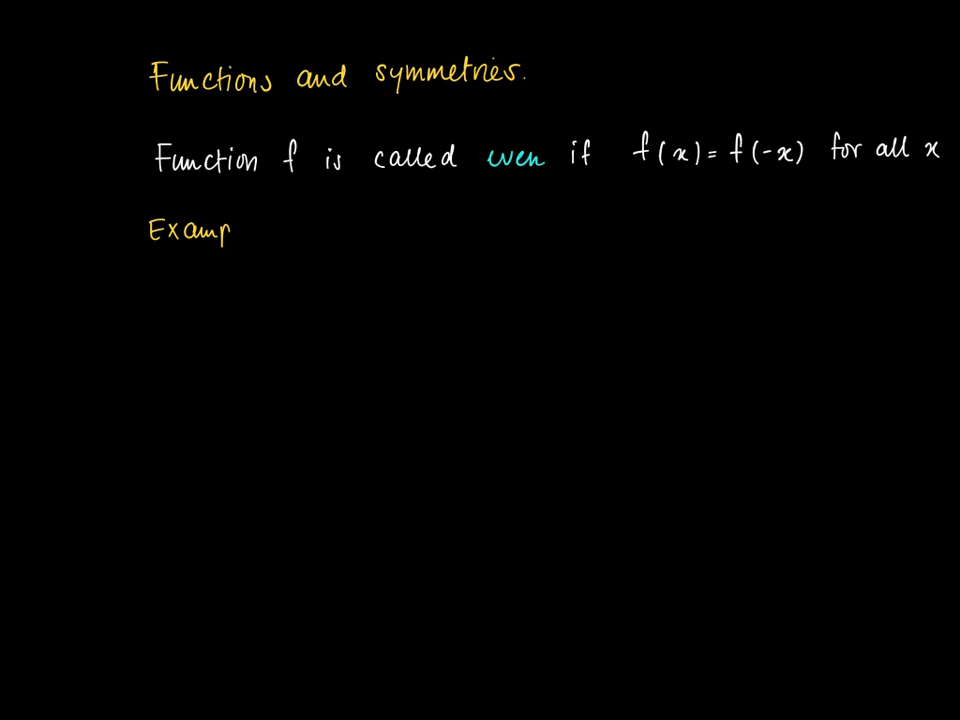 Functions and symmetries.
Function f is called even if f(x) = f(-x) for all x
Examp